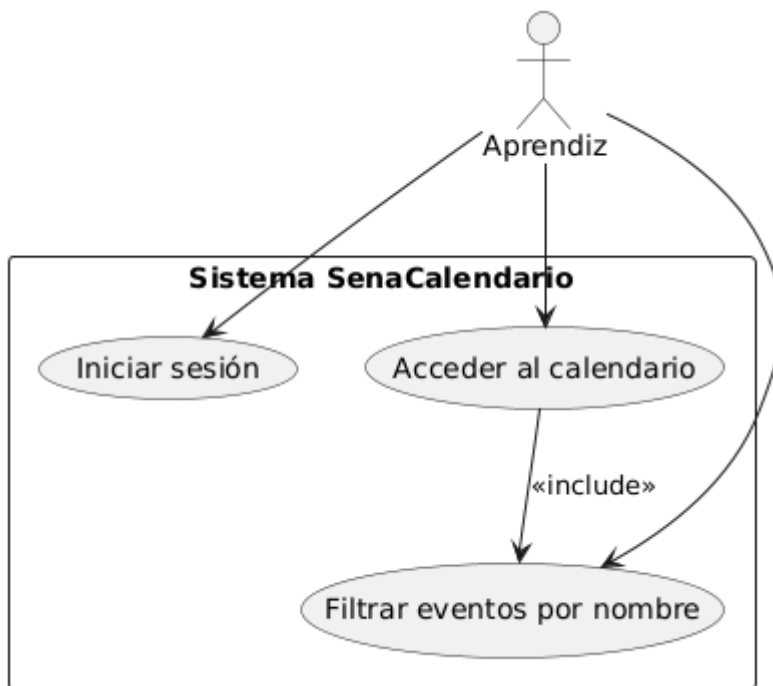 Aprendiz
Sistema SenaCalendario
Iniciar sesión
Acceder al calendario
«include»
Filtrar eventos por nombre